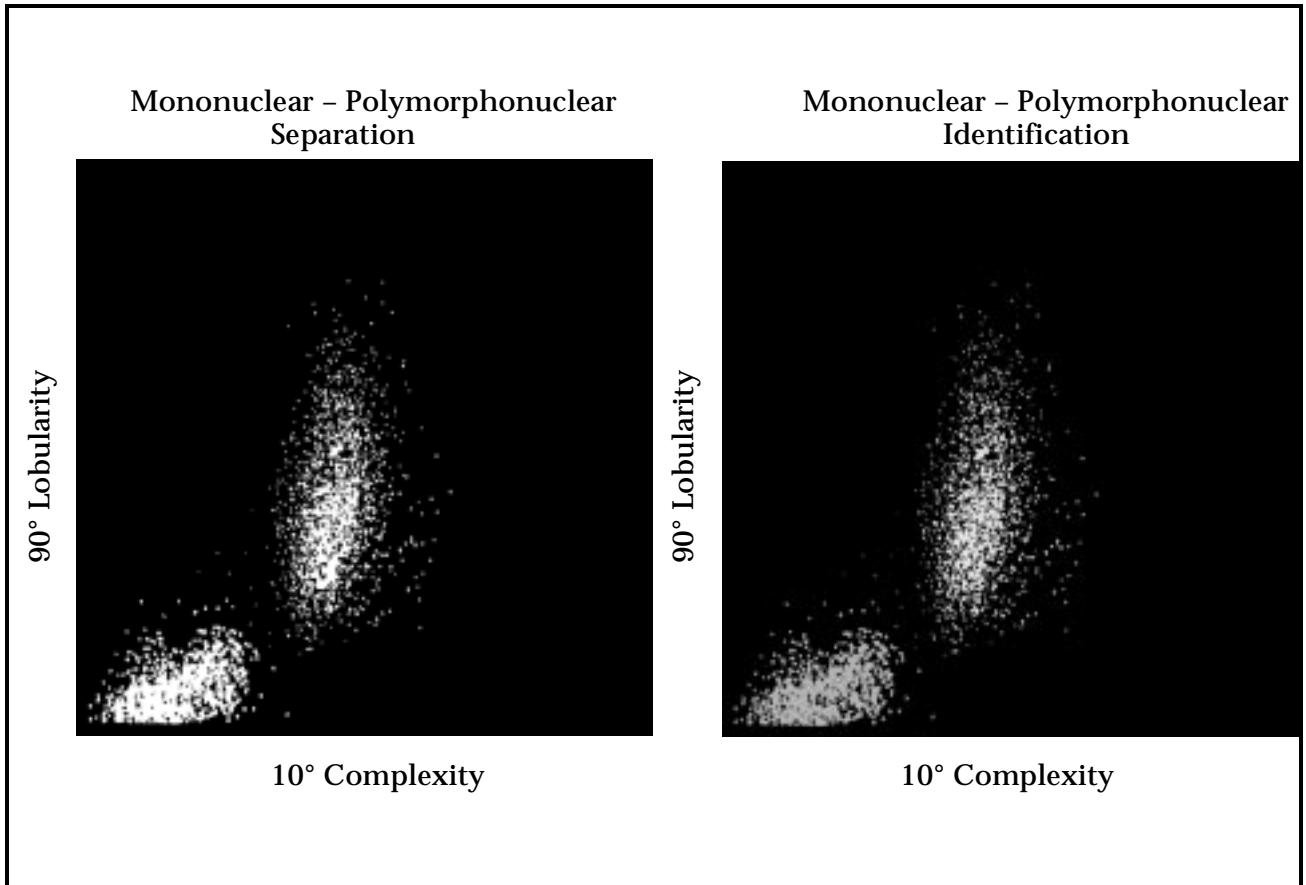 Mononuclear – Polymorphonuclear
Separation
90° Lobularity
10° Complexity
Mononuclear – Polymorphonuclear
Identification
90° Lobularity
10° Complexity